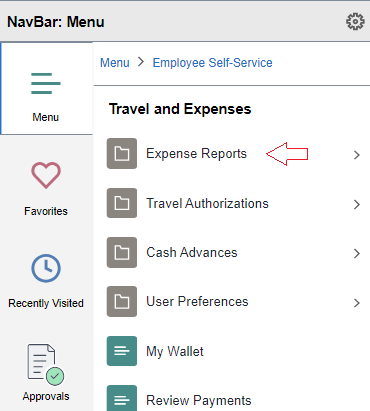 NavBar: Menu
Menu
Favorites
Recently Visited
Approvals
Menu > Employee Self-Service
Travel and Expenses
Expense Reports
Travel Authorizations
Cash Advances
User Preferences
My Wallet
Review Payments